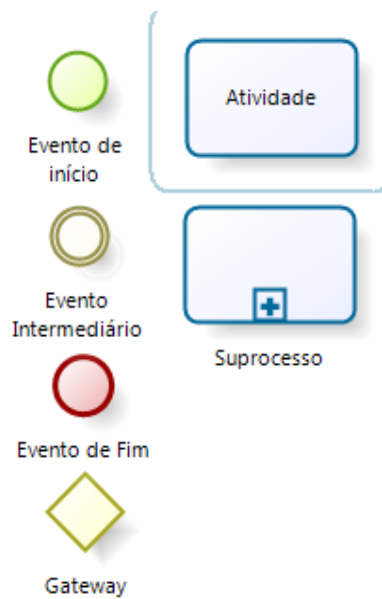 Atividade
Evento de
início
Evento
Intermediário
Suprocesso
Evento de Fim
Gateway